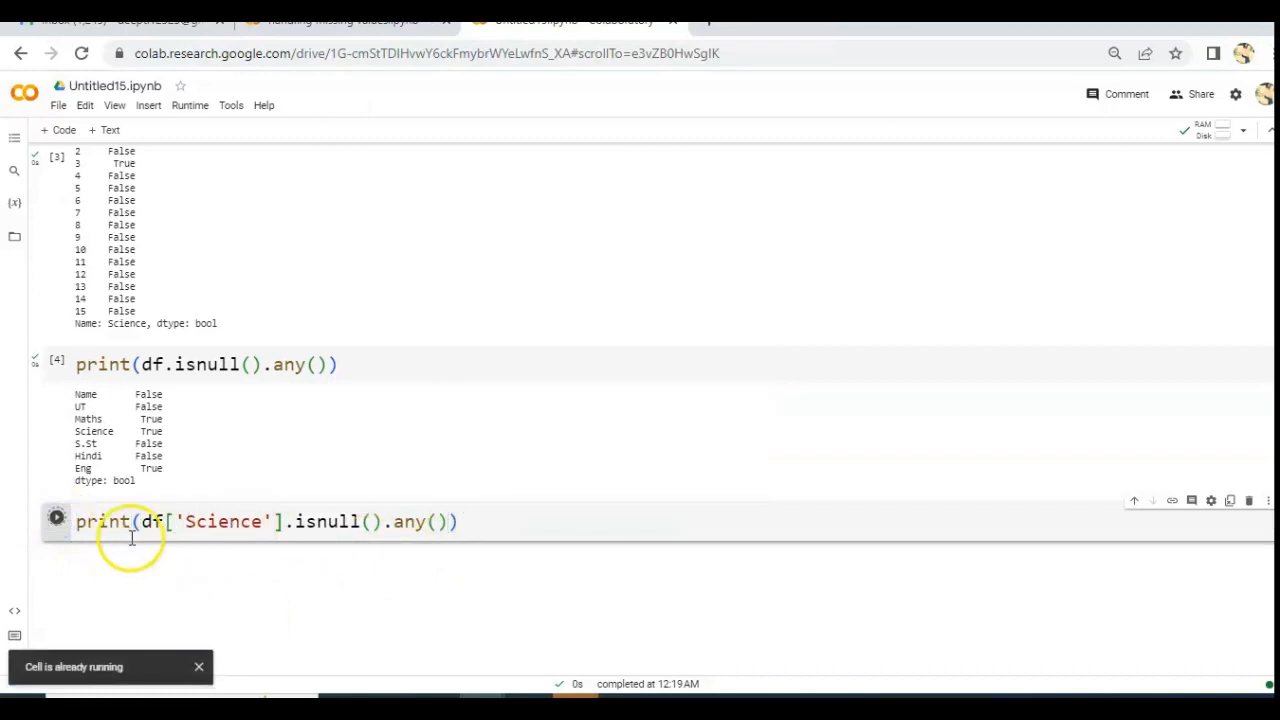 colab.research.google.com/drive/1G-cmStTDIHvwY6ckFmybrWYeLwfnS_XA#scrollTo=e3vZB0HwSgIK
Untitled15.ipynb
Comment
Share
File Edit View Insert Runtime Tools Help
+ Code + Text
RAM
Disk
[3]
2 False
3 True
4 False
5 False
6 False
7 False
8 False
9 False
10 False
11 False
12 False
13 False
14 False
15 False
Name: Science, dtype: bool
[4] print(df.isnull().any())
Name False
UT False
Maths True
Science True
S.St False
Hindi False
Eng True
dtype: bool
print(df['Science'].isnull().any())
Cell is already running
0s completed at 12:19 AM